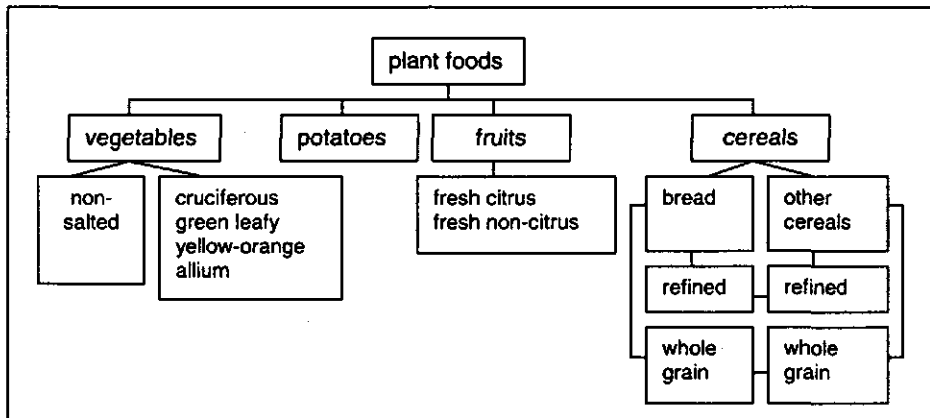 plant foods
vegetables
potatoes
fruits
cereals
non-
salted
cruciferous
green leafy
yellow-orange
allium
fresh citrus
fresh non-citrus
bread
other
cereals
refined
refined
whole
grain
whole
grain